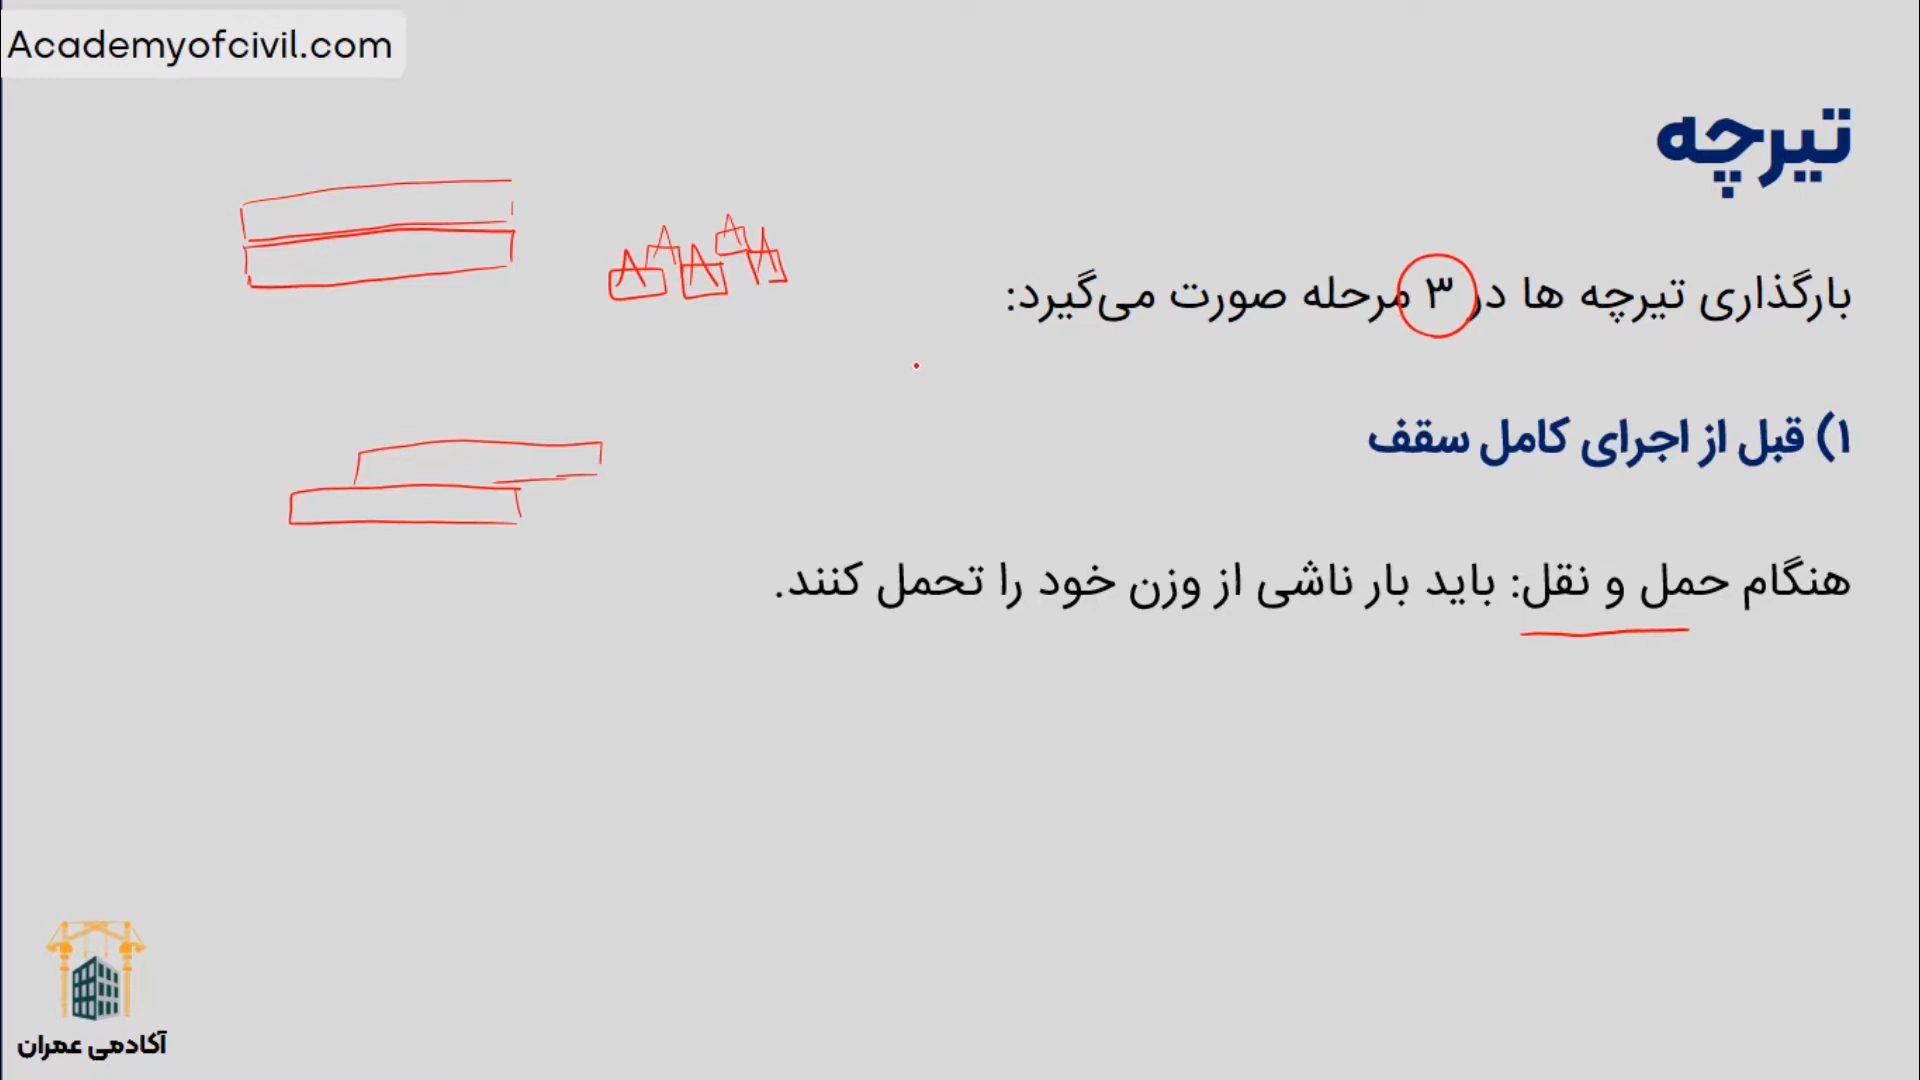 Academyofcivil.com
تیرچه
بارگذاری تیرچه ها در ۳ مرحله صورت می‌گیرد:
۱) قبل از اجرای کامل سقف
هنگام حمل و نقل: باید بار ناشی از وزن خود را تحمل کنند.
آکادمی عمران